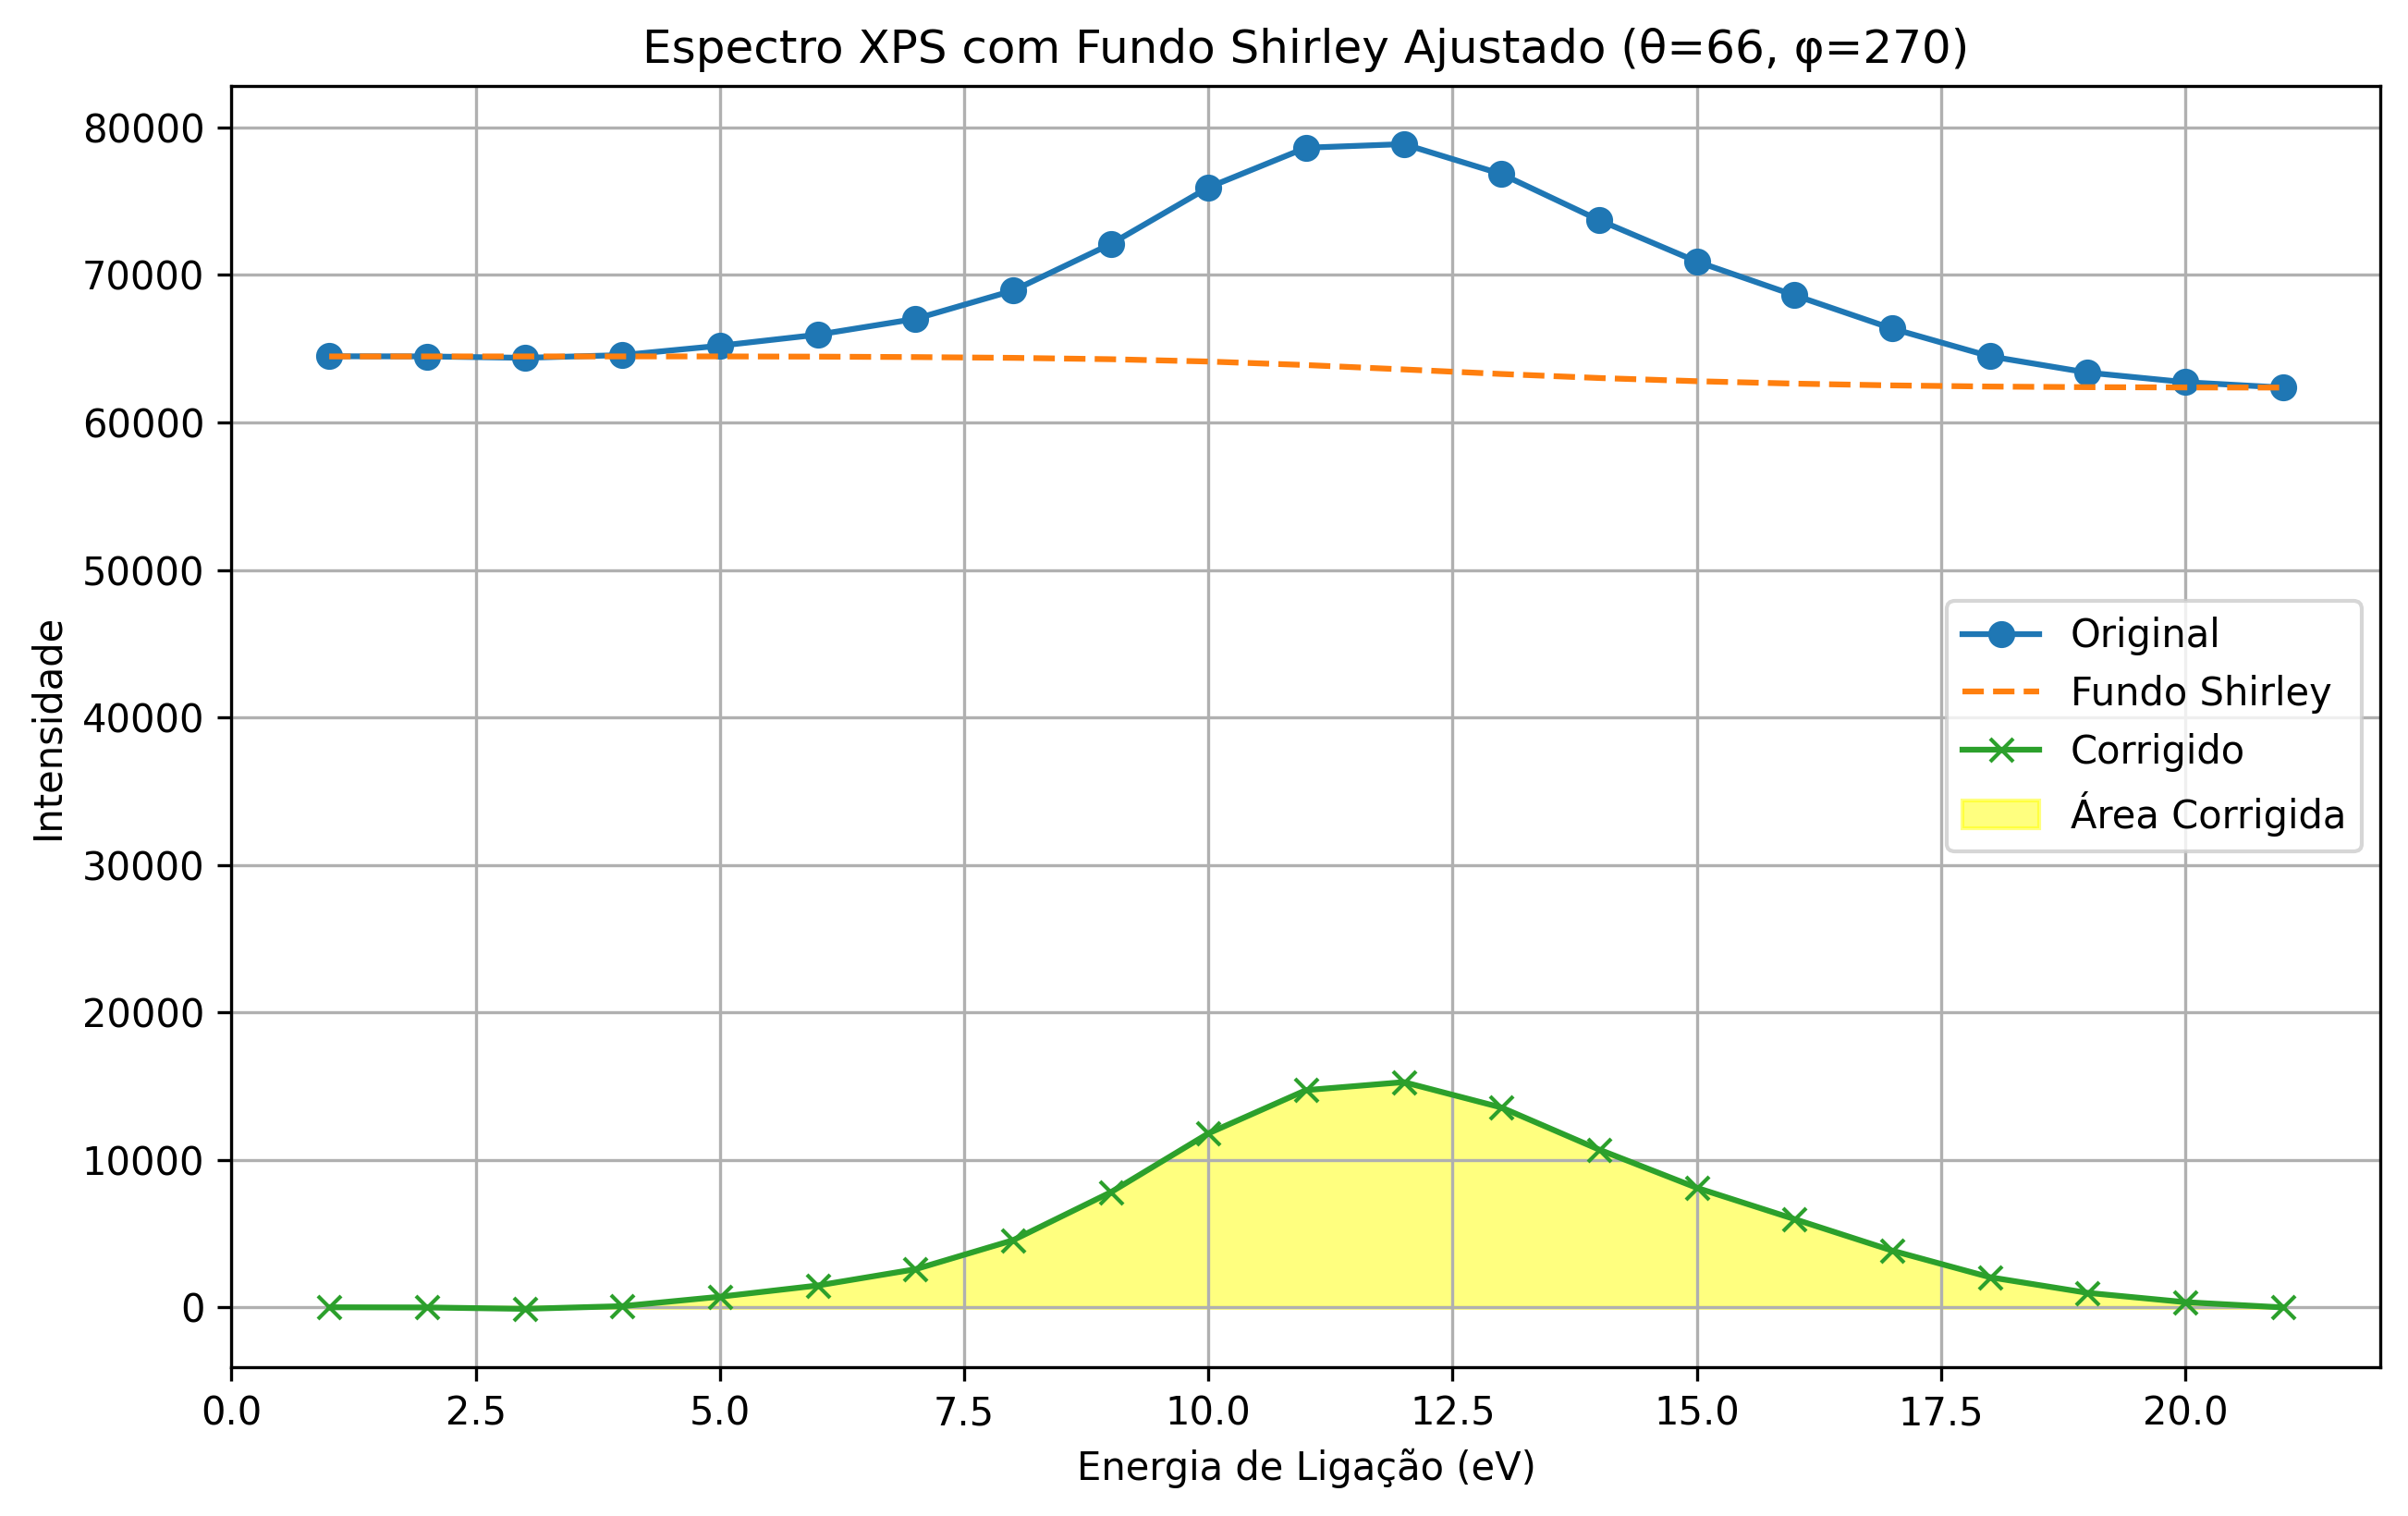 Espectro XPS com Fundo Shirley Ajustado (θ=66, φ=270)
80000
70000
60000
50000
40000
30000
20000
10000
0
Intensidade
Original
Fundo Shirley
Corrigido
Área Corrigida
0.0 2.5 5.0 7.5 10.0 12.5 15.0 17.5 20.0
Energia de Ligação (eV)